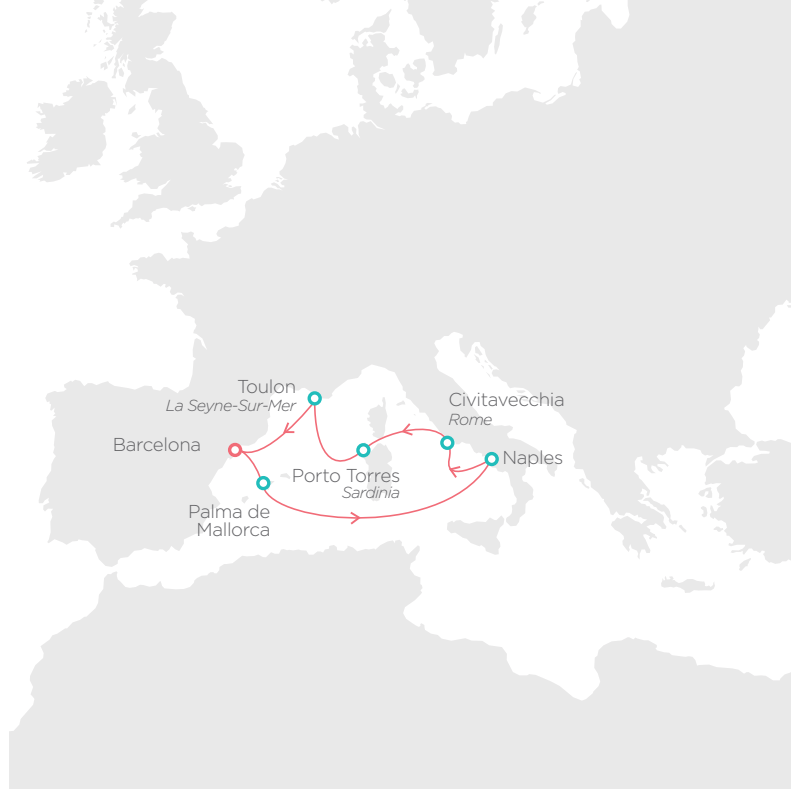 Toulon
La Seyne-Sur-Mer
Civitavecchia
Rome
Barcelona
Naples
Porto Torres
Sardinia
Palma de
Mallorca